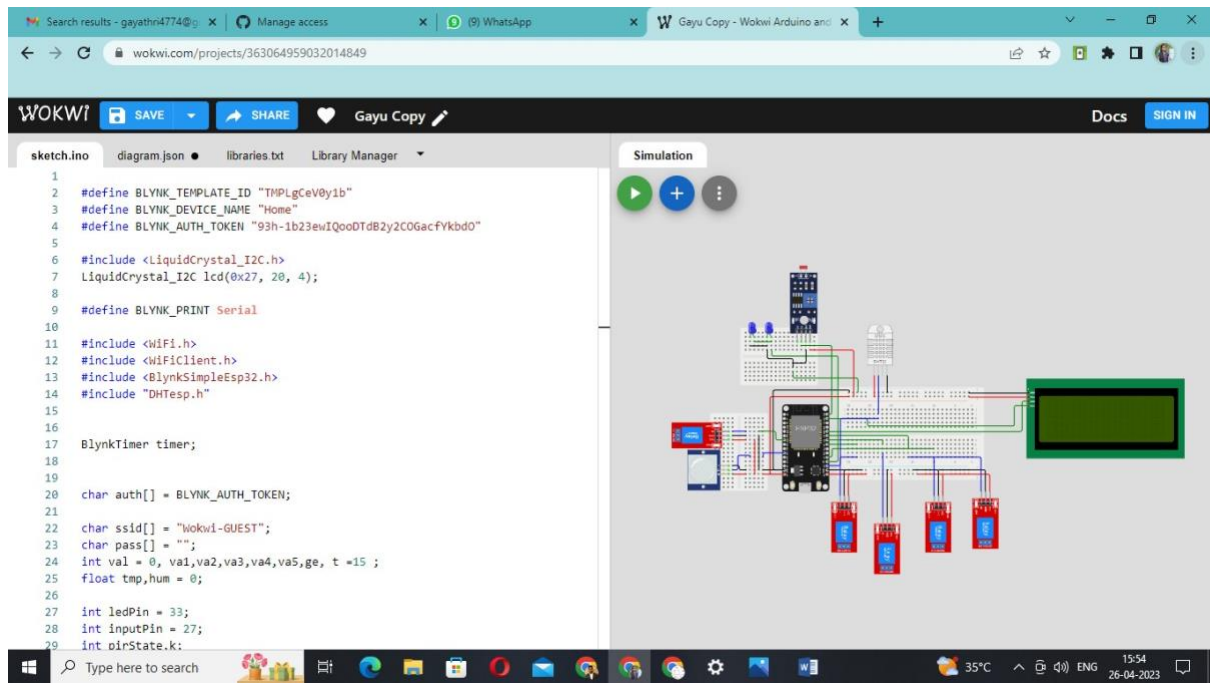 Search results - gayathri4774@g
Manage access
(9) WhatsApp
Gayu Copy - Wokwi Arduino and
wokwi.com/projects/363064959032014849
WOKWI
SAVE
SHARE
Gayu Copy
Docs
SIGN IN
sketch.ino
diagram.json
libraries.txt
Library Manager
Simulation
1
2 #define BLYNK_TEMPLATE_ID "TMPLgCeV0y1b"
3 #define BLYNK_DEVICE_NAME "Home"
4 #define BLYNK_AUTH_TOKEN "93h-1b23ewIQooDTdB2y2COGacfYkbdO"
5
6 #include <LiquidCrystal_I2C.h>
7 LiquidCrystal_I2C lcd(0x27, 20, 4);
8
9 #define BLYNK_PRINT Serial
10
11 #include <WiFi.h>
12 #include <WiFiClient.h>
13 #include <BlynkSimpleEsp32.h>
14 #include "DHTesp.h"
15
16
17 BlynkTimer timer;
18
19
20 char auth[] = BLYNK_AUTH_TOKEN;
21
22 char ssid[] = "Wokwi-GUEST";
23 char pass[] = "";
24 int val = 0, va1,va2,va3,va4,va5,ge, t =15 ;
25 float tmp,hum = 0;
26
27 int ledPin = 33;
28 int inputPin = 27;
29 int pirState,k;
Type here to search
35°C
ENG
15:54
26-04-2023